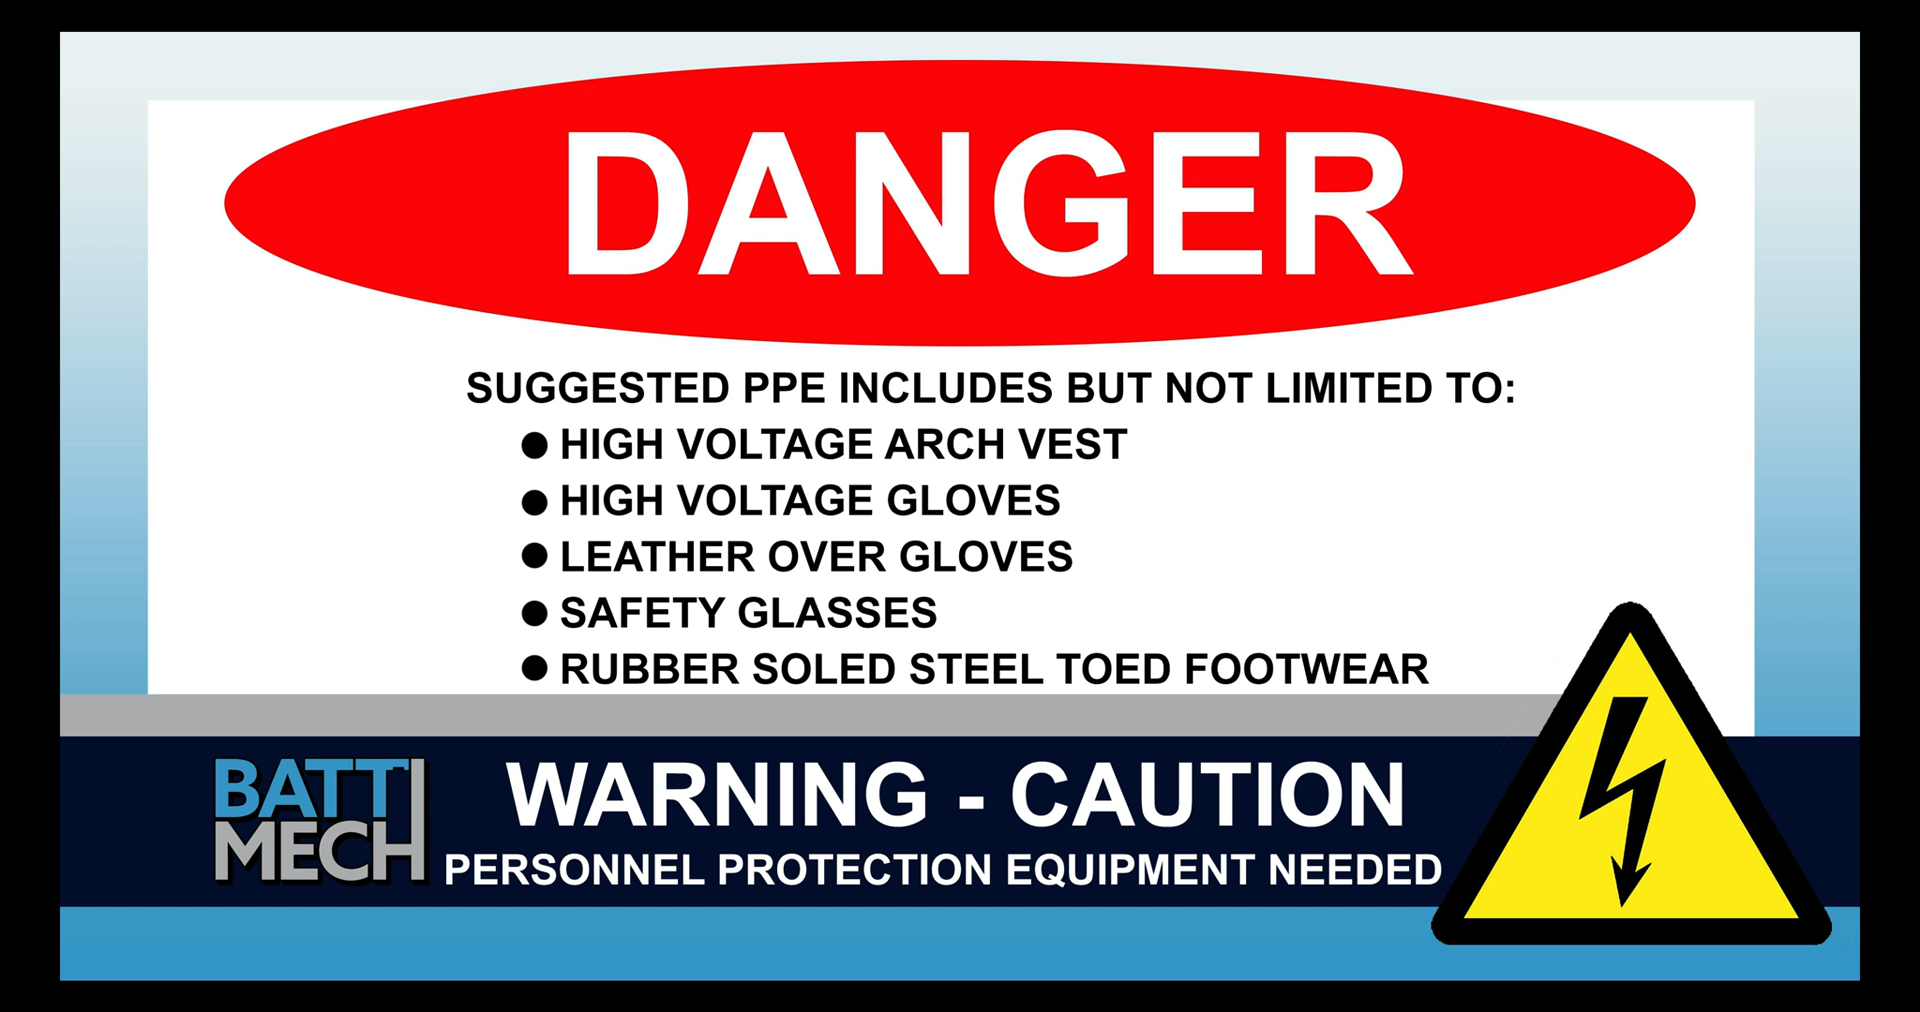 DANGER
SUGGESTED PPE INCLUDES BUT NOT LIMITED TO:
● HIGH VOLTAGE ARCH VEST
● HIGH VOLTAGE GLOVES
● LEATHER OVER GLOVES
● SAFETY GLASSES
● RUBBER SOLED STEEL TOED FOOTWEAR
BATTI
MECH
WARNING - CAUTION
PERSONNEL PROTECTION EQUIPMENT NEEDED